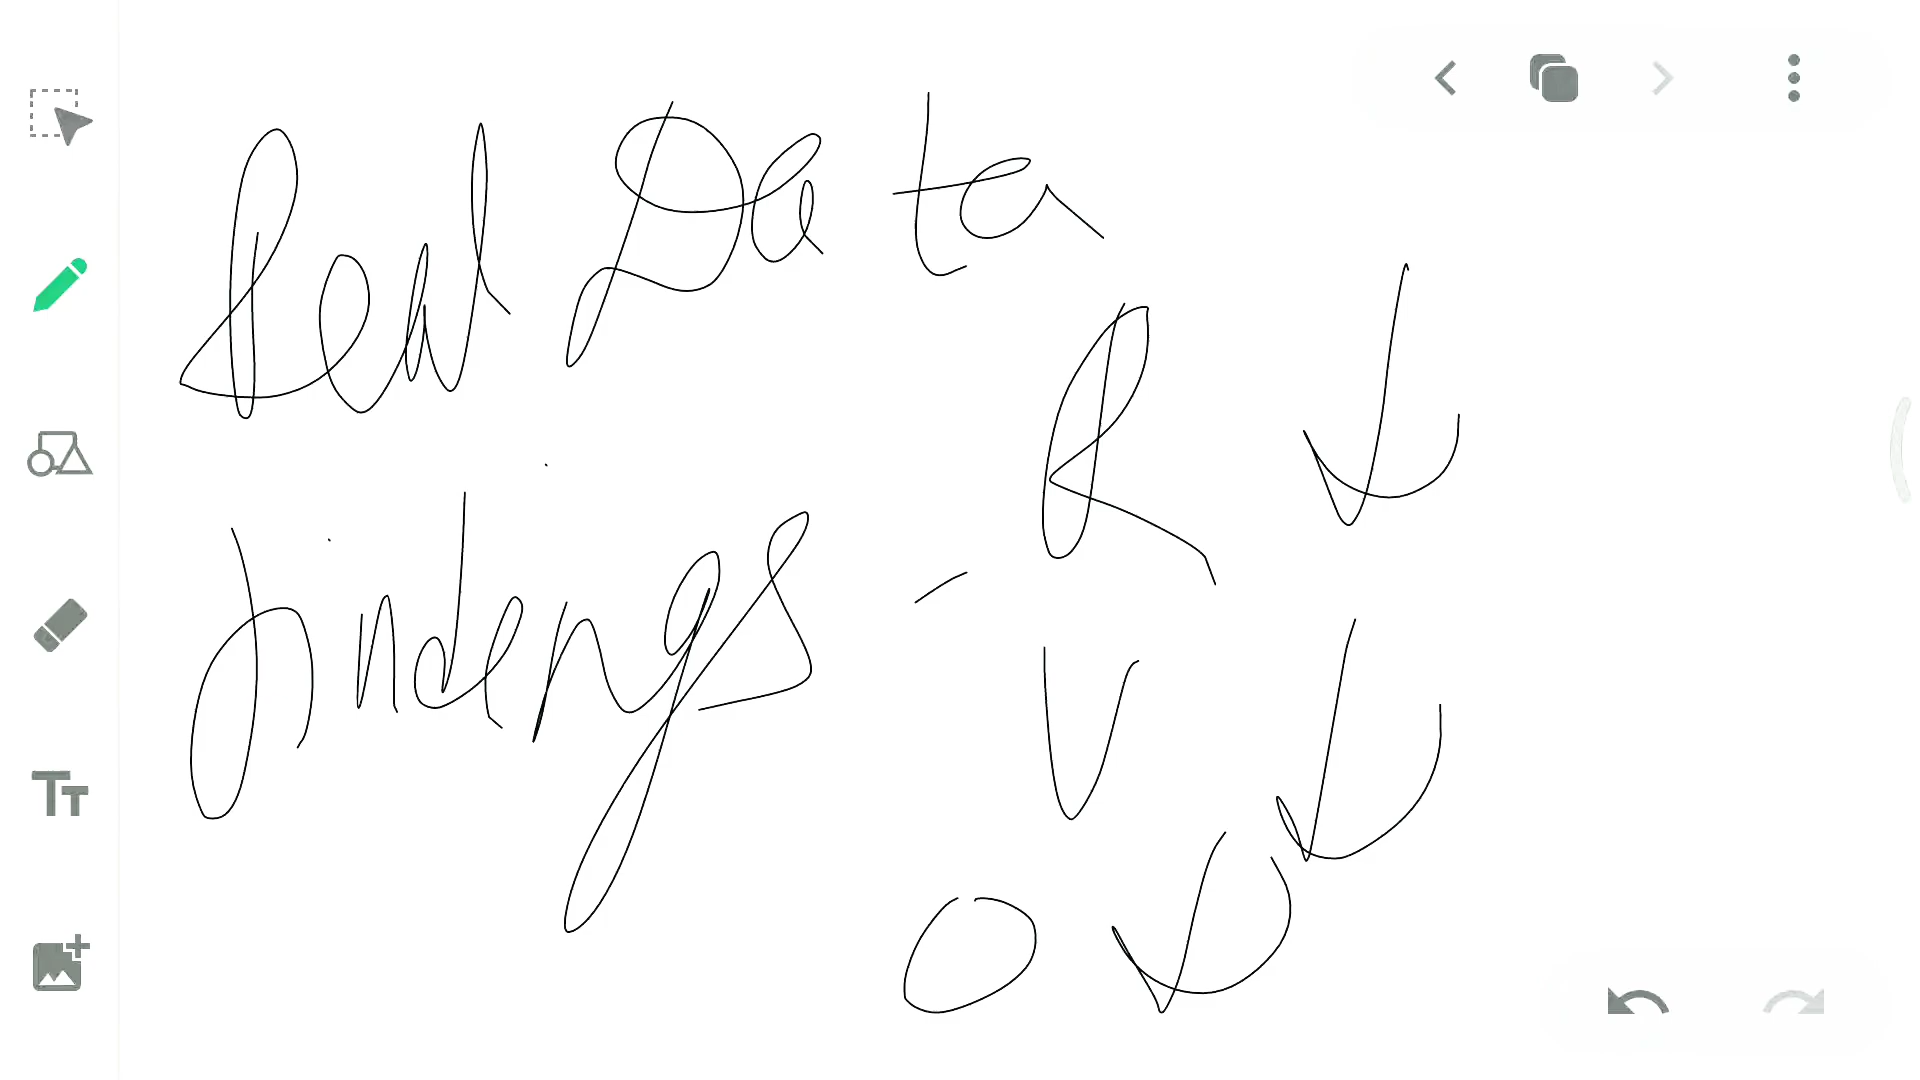 Real Data
findings - R ↓
V ↓
O ↓